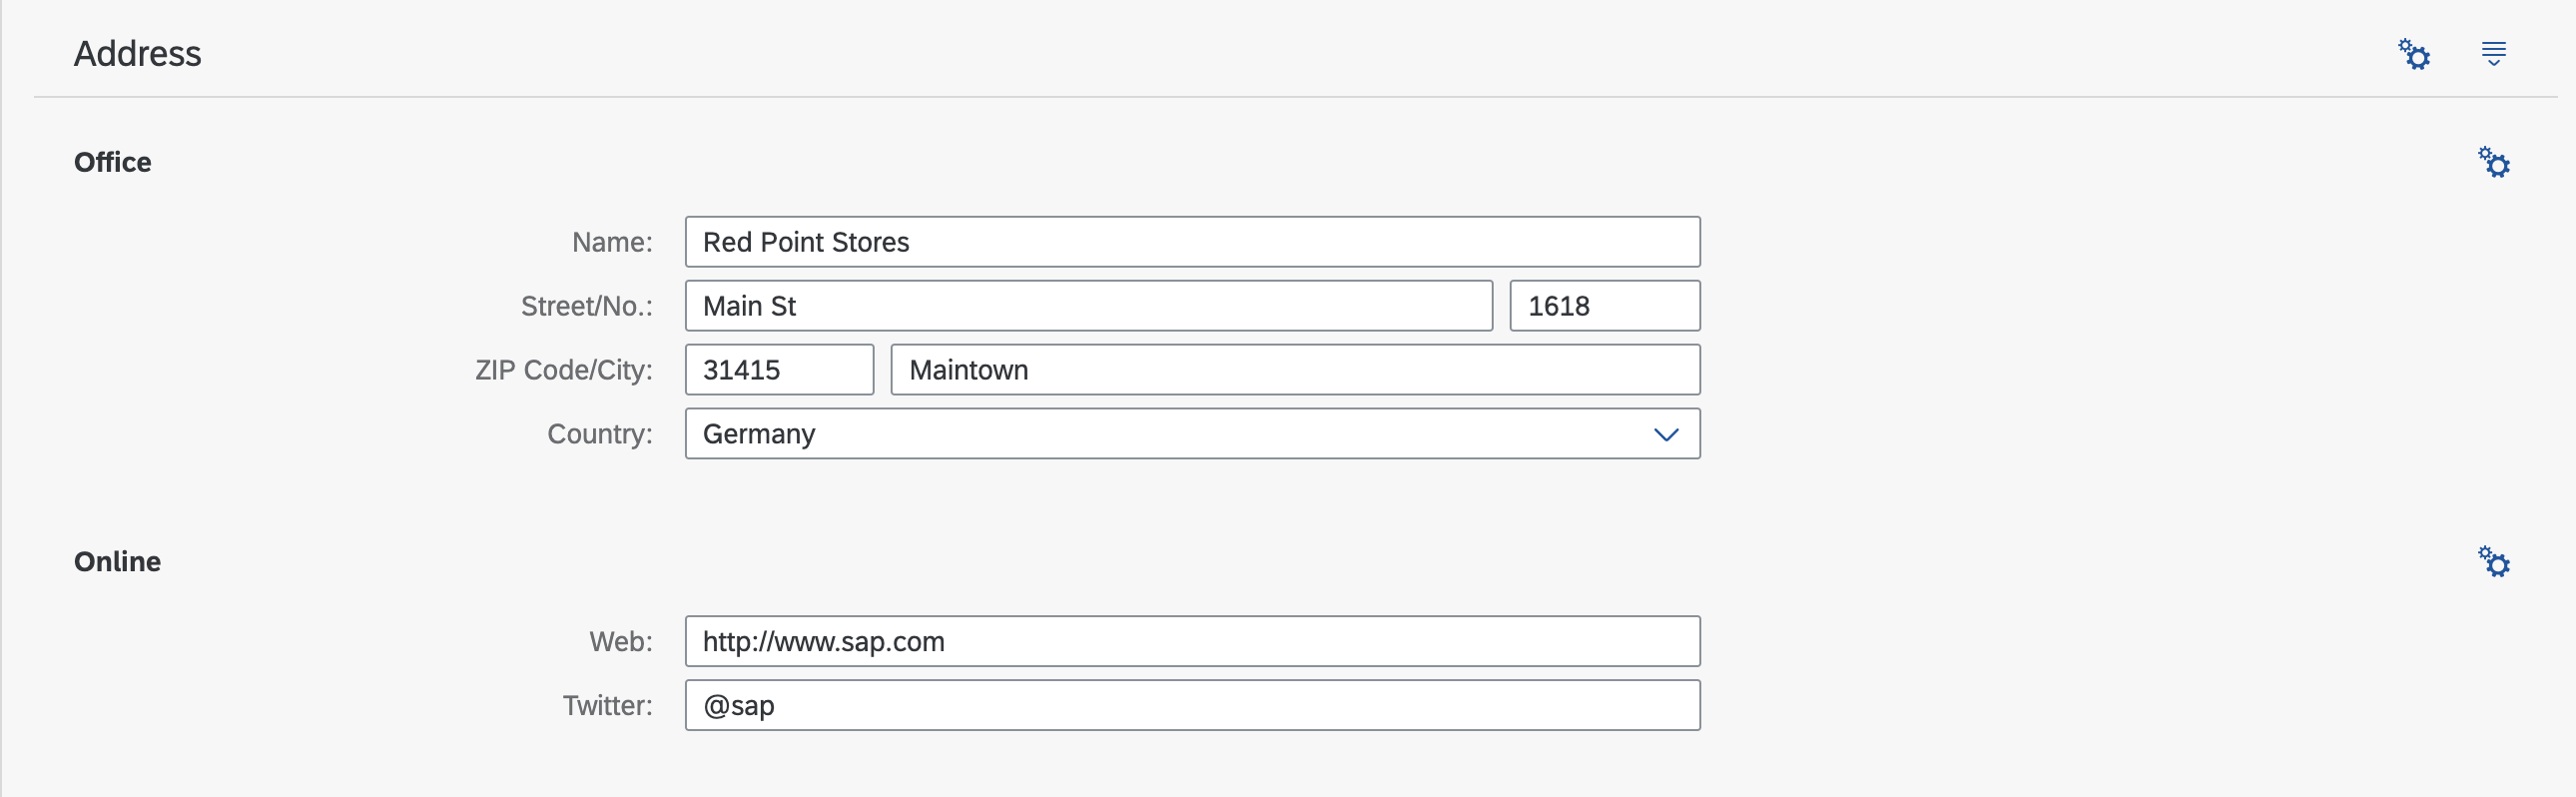 Address
Office
Name: Red Point Stores
Street/No.: Main St 1618
ZIP Code/City: 31415 Maintown
Country: Germany
Online
Web: http://www.sap.com
Twitter: @sap